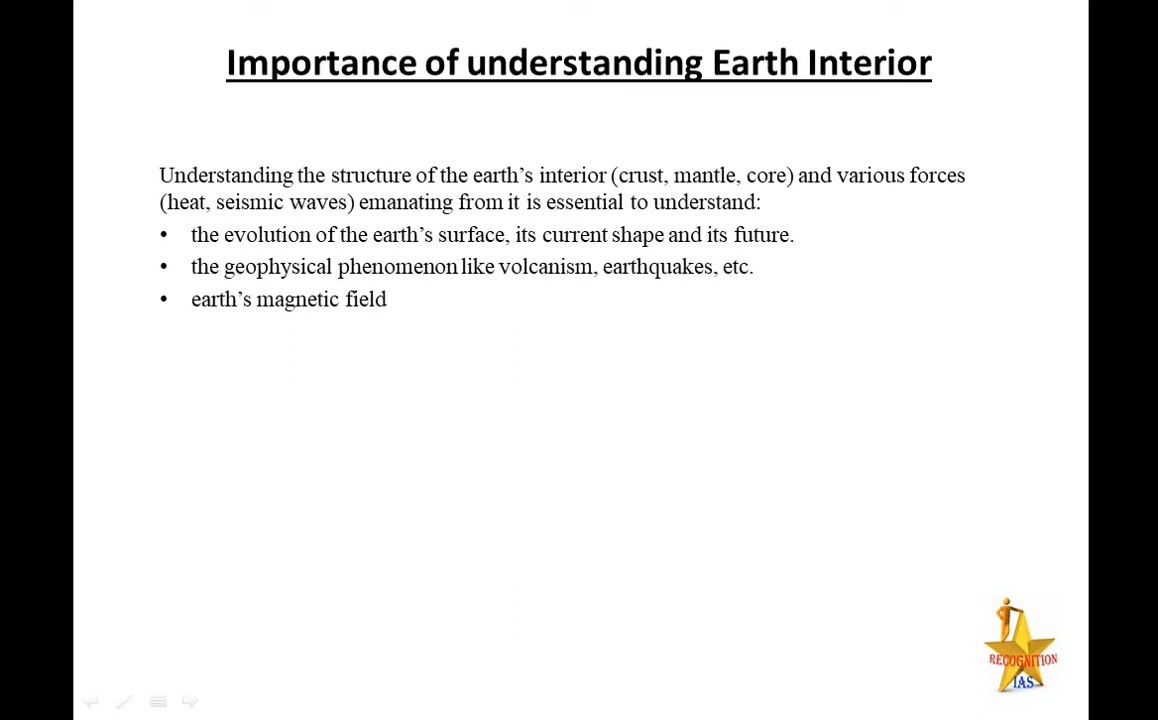 Importance of understanding Earth Interior
Understanding the structure of the earth’s interior (crust, mantle, core) and various forces
(heat, seismic waves) emanating from it is essential to understand:
• the evolution of the earth’s surface, its current shape and its future.
• the geophysical phenomenon like volcanism, earthquakes, etc.
• earth’s magnetic field
RECOGNITION
IAS